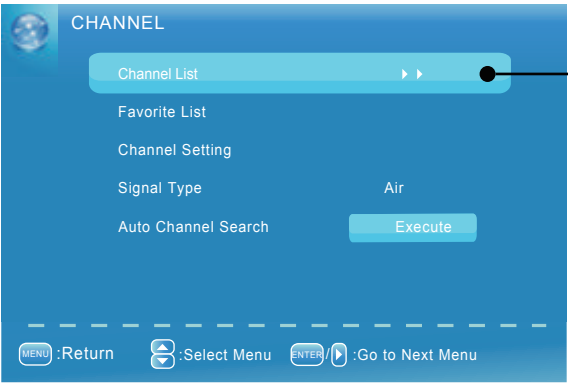 CHANNEL
Channel List
Favorite List
Channel Setting
Signal Type Air
Auto Channel Search Execute
MENU :Return :Select Menu ENTER / :Go to Next Menu